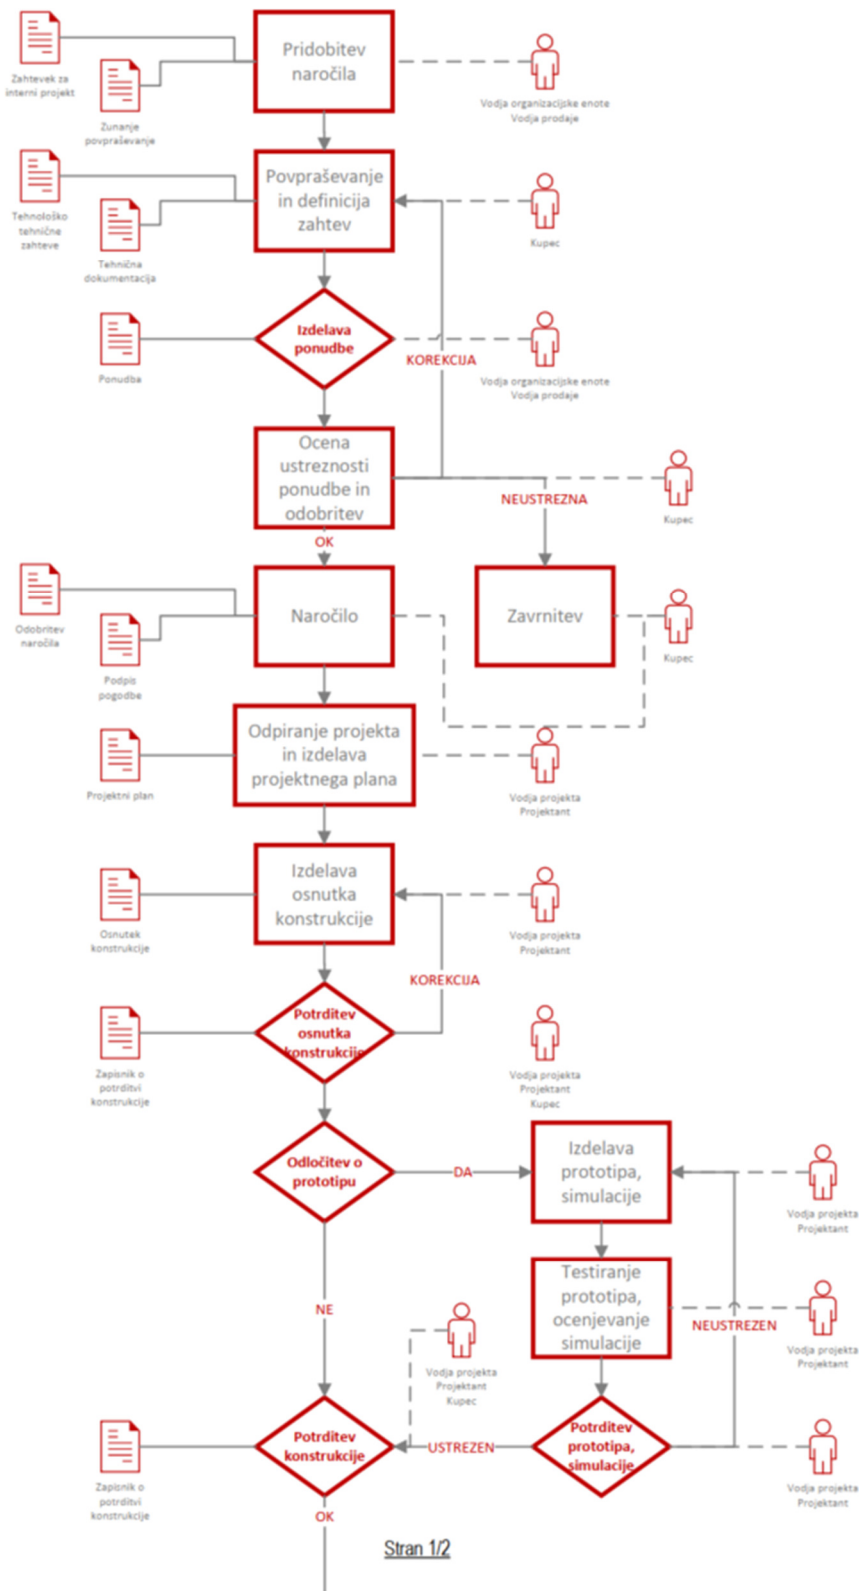 Pridobitev
naročila
Zahtevek za
interni projekt
Zunanje
povpraševanje
Vodja organizacijske enote
Vodja prodaje
Povpraševanje
in definicija
zahtev
Tehnološko
tehnične
zahteve
Tehnična
dokumentacija
Kupec
Izdelava
ponudbe
KOREKCIJA
Ponudba
Vodja organizacijske enote
Vodja prodaje
Ocena
ustreznosti
ponudbe in
odobritev
NEUSTREZNA
Kupec
OK
Naročilo
Zavrnitev
Odobritev
naročila
Podpis
pogodbe
Kupec
Odpiranje projekta
in izdelava
projektnega plana
Projektni plan
Vodja projekta
Projektant
Izdelava
osnutka
konstrukcije
Osnutek
konstrukcije
Vodja projekta
Projektant
KOREKCIJA
Potrditev
osnutka
konstrukcije
Zapisnik o
potrditvi
konstrukcije
Vodja projekta
Projektant
Kupec
Odločitev o
prototipu
DA
Izdelava
prototipa,
simulacije
Vodja projekta
Projektant
Testiranje
prototipa,
ocenjevanje
simulacije
NE
NEUSTREZEN
Vodja projekta
Projektant
Vodja projekta
Projektant
Kupec
Potrditev
konstrukcije
USTREZEN
Potrditev
prototipa,
simulacije
Zapisnik o
potrditvi
konstrukcije
Vodja projekta
Projektant
OK
Stran 1/2